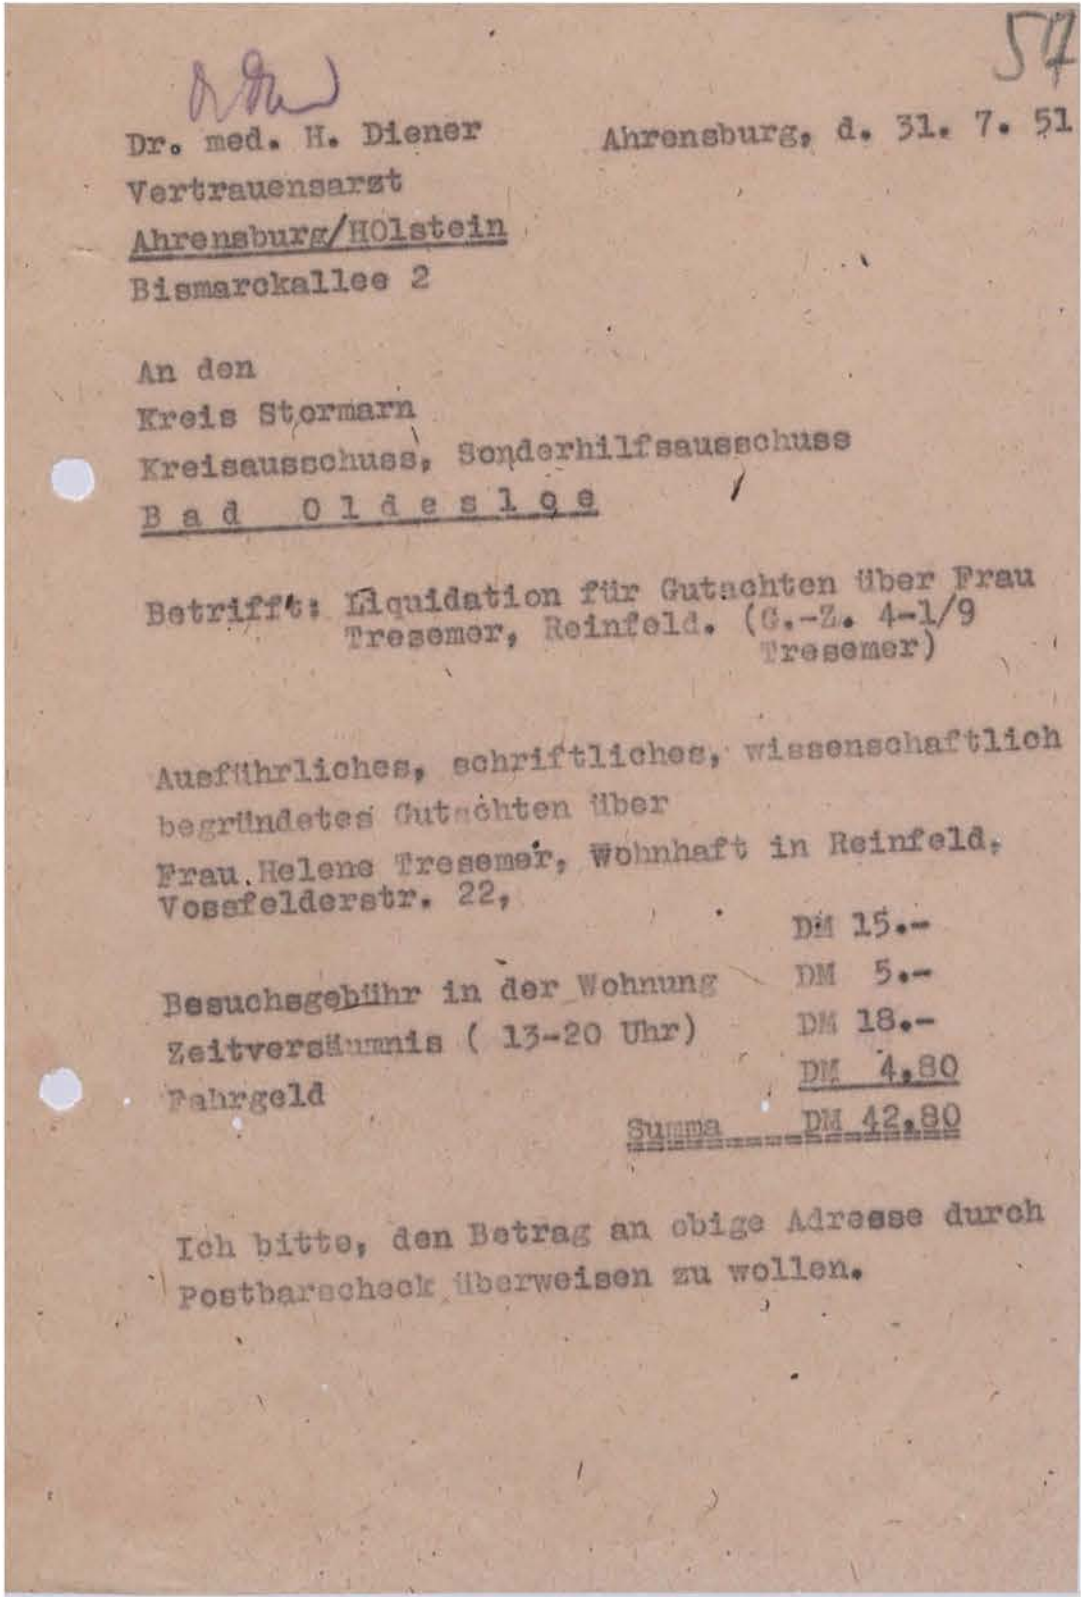 57
Dr. med. H. Diener
Ahrensburg, d. 31. 7. 51
Vertrauensarzt
Ahrensburg/HOlstein
Bismarckallee 2
An den
Kreis Stormarn
Kreisausschuss, Sonderhilfsausschuss
Bad Oldesloe
Betrifft: Liquidation für Gutachten über Frau
Tresemer, Reinfeld. (G.-Z. 4-1/9
Tresemer)
Ausführliches, schriftliches, wissenschaftlich
begründetes Gutachten über
Frau Helene Tresemer, Wohnhaft in Reinfeld,
Vossfelderstr. 22,
DM 15.-
Besuchsgebühr in der Wohnung DM 5.-
Zeitversäumnis ( 13-20 Uhr) DM 18.-
Fahrgeld DM 4,80
Summa DM 42,80
Ich bitte, den Betrag an obige Adresse durch
Postbarscheck überweisen zu wollen.